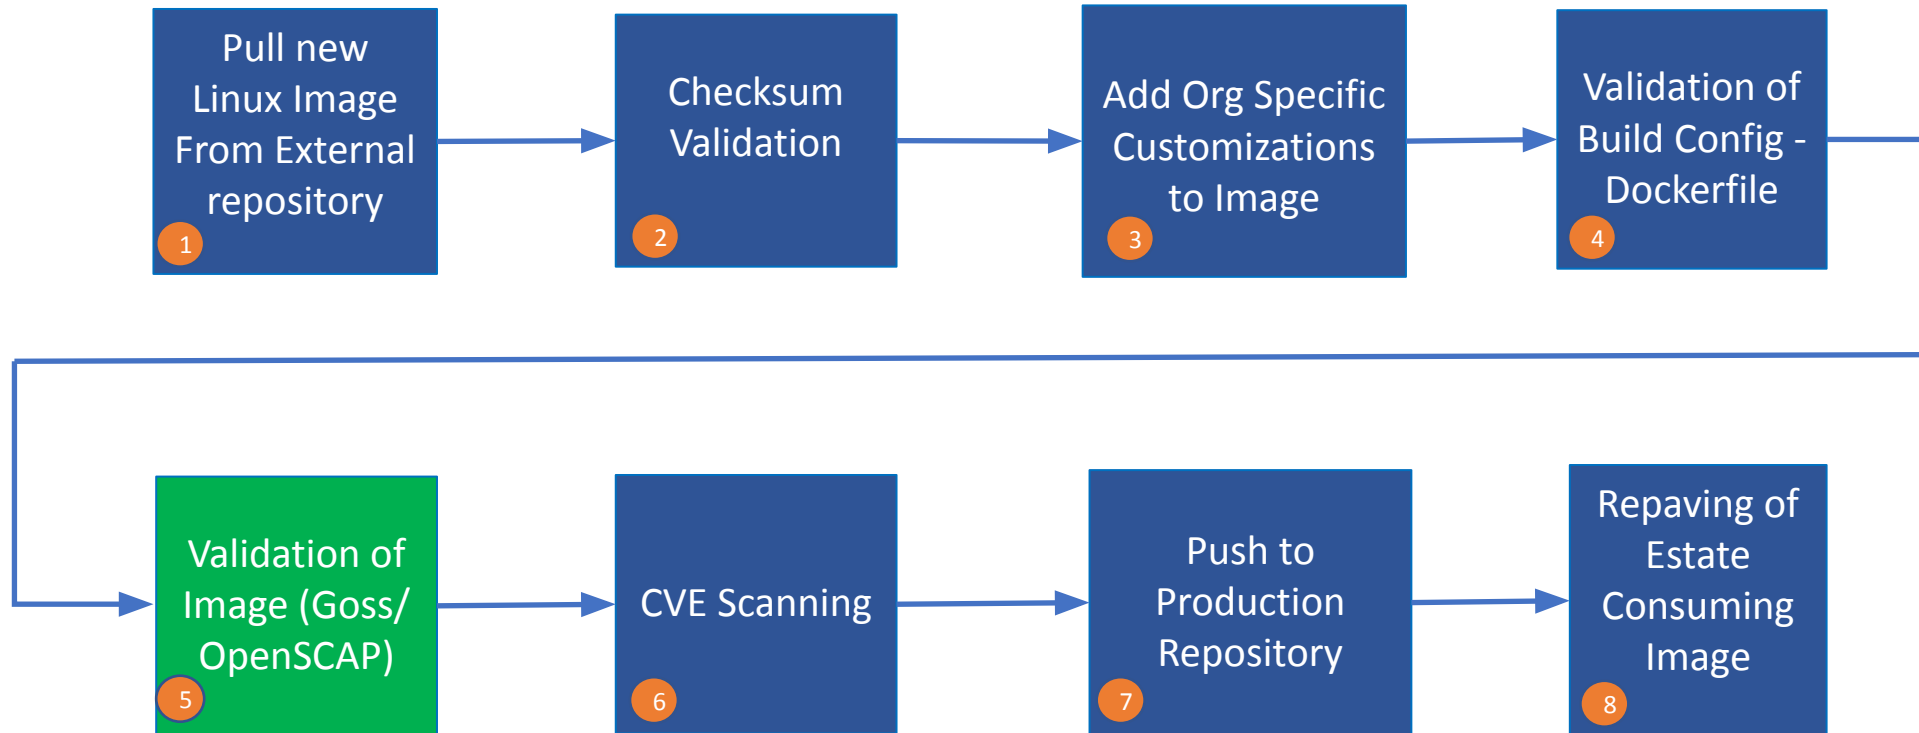 Pull new
Linux Image
From External
repository
1
Checksum
Validation
2
Add Org Specific
Customizations
to Image
3
Validation of
Build Config -
Dockerfile
4
Validation of
Image (Goss/
OpenSCAP)
5
CVE Scanning
6
Push to
Production
Repository
7
Repaving of
Estate
Consuming
Image
8